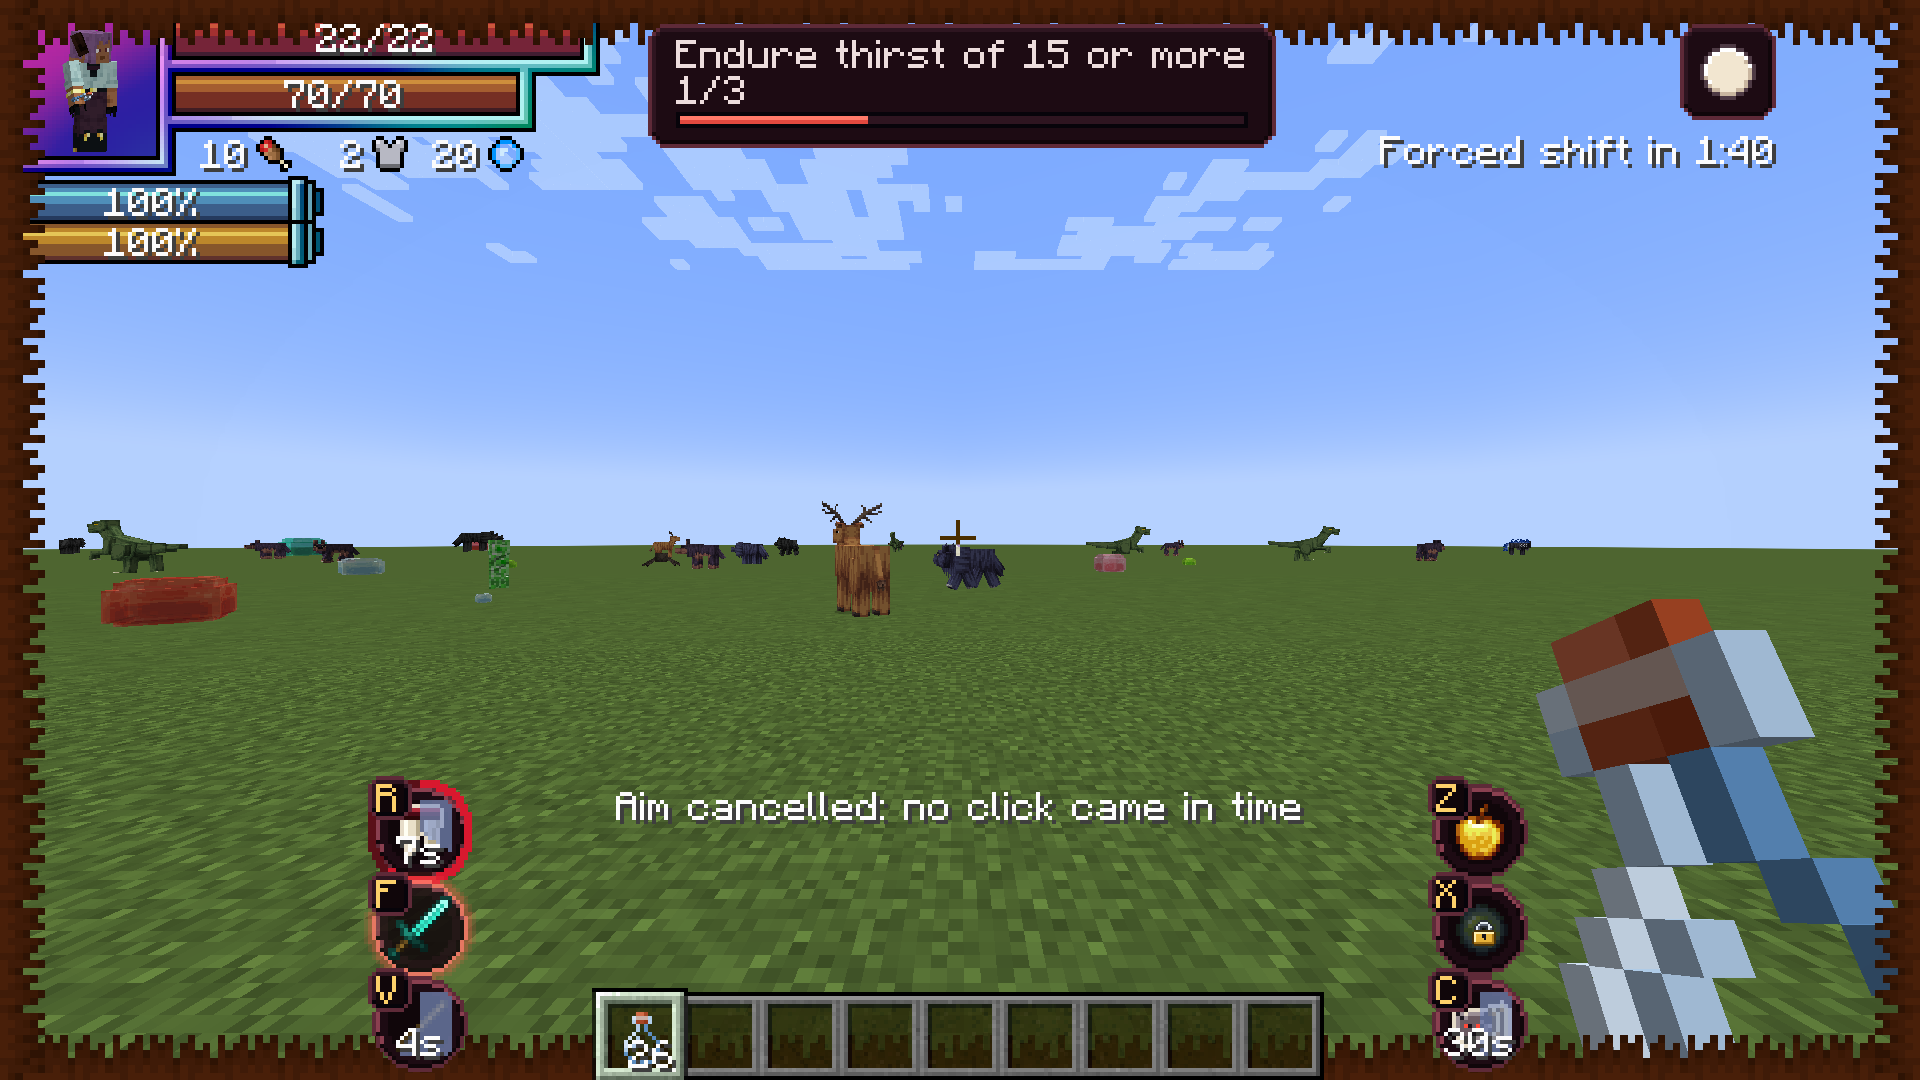 22/22
70/70
10
2
20
100%
100%
Endure thirst of 15 or more
1/3
Forced shift in 1:40
Aim cancelled: no click came in time
R
7s
F
V
4s
Z
X
C
30s
26